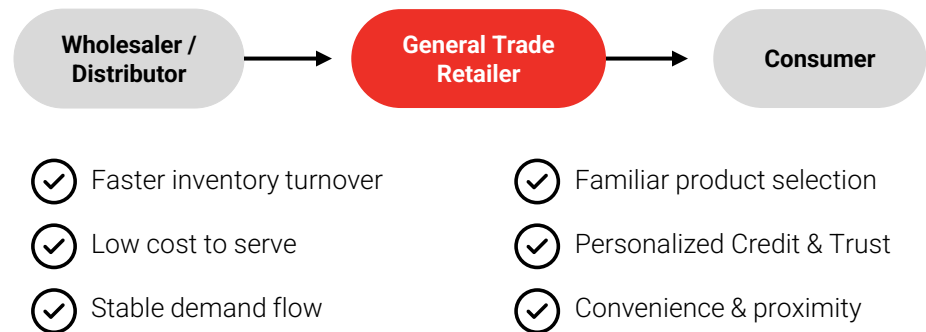 Wholesaler /
Distributor
General Trade
Retailer
Consumer
Faster inventory turnover
Low cost to serve
Stable demand flow
Familiar product selection
Personalized Credit & Trust
Convenience & proximity